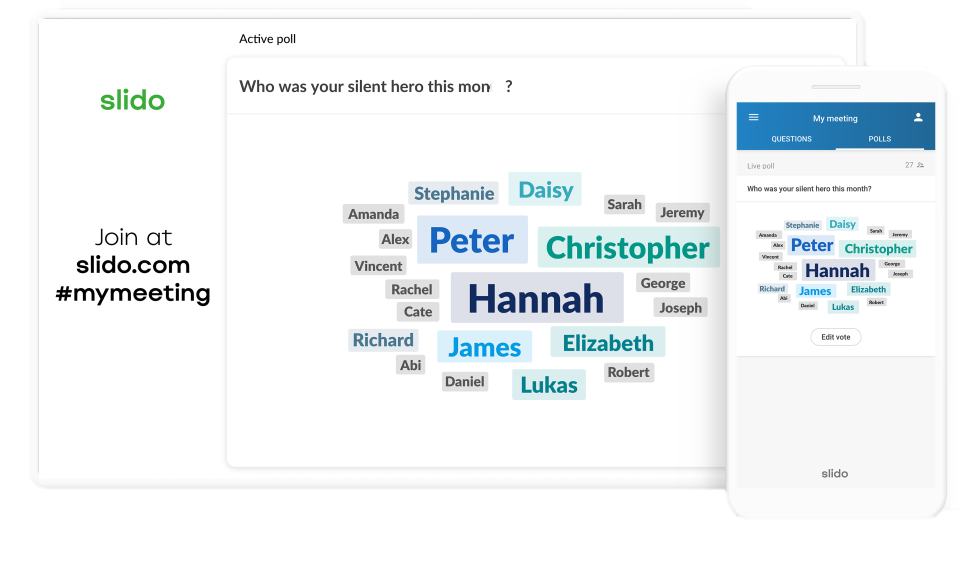 Active poll
slido
Who was your silent hero this mon ?
Join at
slido.com
#mymeeting
Stephanie
Daisy
Amanda
Sarah
Jeremy
Alex
Peter
Christopher
Vincent
Rachel
Hannah
George
Cate
Joseph
Richard
James
Elizabeth
Abi
Daniel
Lukas
Robert
My meeting
QUESTIONS POLLS
Live poll 27
Who was your silent hero this month?
Stephanie
Daisy
Amanda
Sarah
Jeremy
Alex
Peter
Christopher
Vincent
Rachel
Hannah
George
Cate
Joseph
Richard
James
Elizabeth
Abi
Daniel
Lukas
Robert
Edit vote
slido